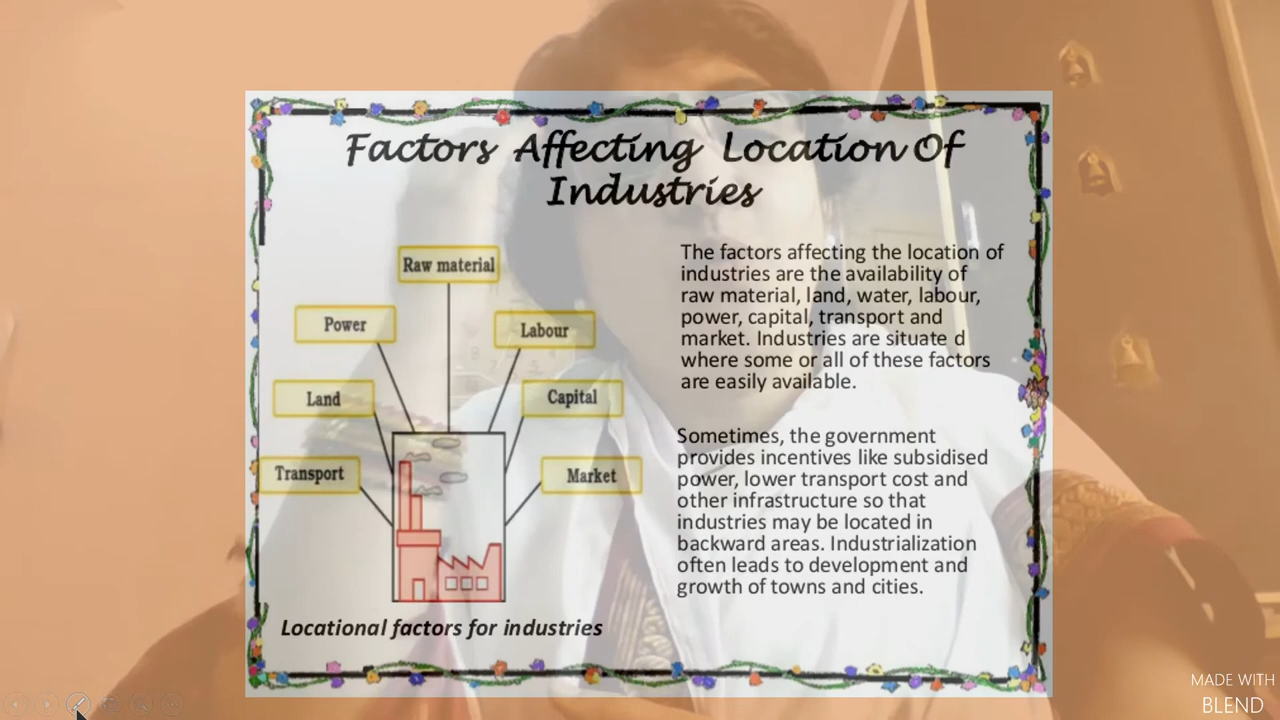 Factors Affecting Location Of
Industries
Raw material
Power
Labour
Land
Capital
Transport
Market
Locational factors for industries
The factors affecting the location of
industries are the availability of
raw material, land, water, labour,
power, capital, transport and
market. Industries are situate d
where some or all of these factors
are easily available.
Sometimes, the government
provides incentives like subsidised
power, lower transport cost and
other infrastructure so that
industries may be located in
backward areas. Industrialization
often leads to development and
growth of towns and cities.
MADE WITH
BLEND